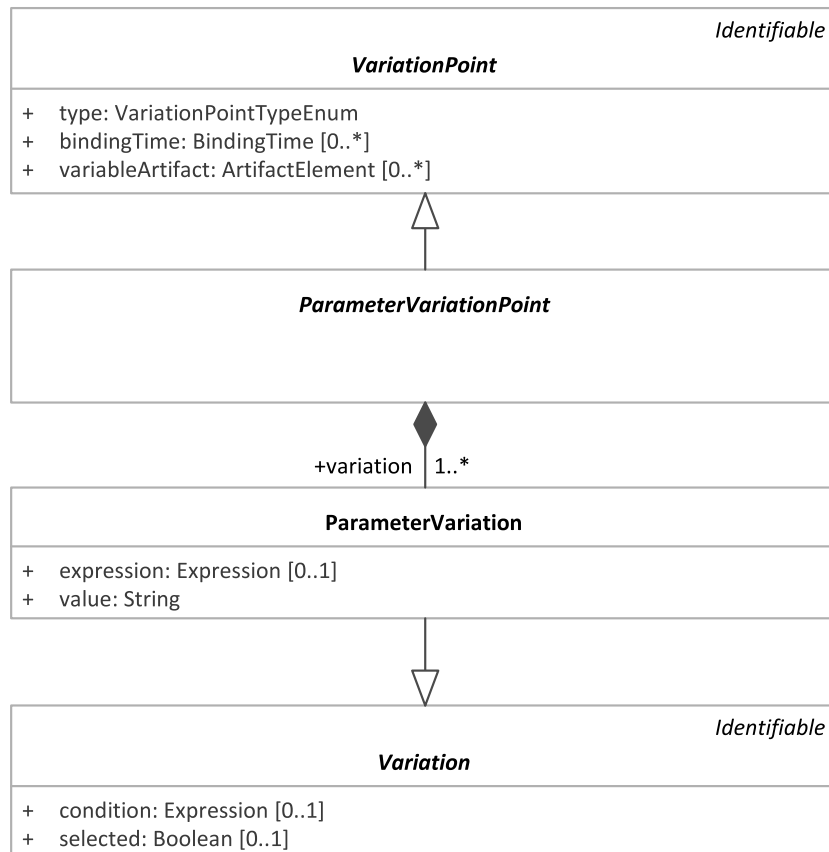 Identifiable
VariationPoint
+ type: VariationPointTypeEnum
+ bindingTime: BindingTime [0..*]
+ variableArtifact: ArtifactElement [0..*]
ParameterVariationPoint
+variation 1..*
ParameterVariation
+ expression: Expression [0..1]
+ value: String
Identifiable
Variation
+ condition: Expression [0..1]
+ selected: Boolean [0..1]